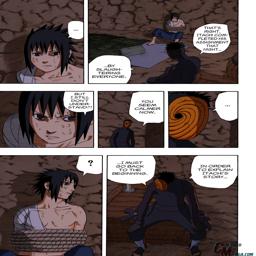 THAT'S
RIGHT,
ITACHI COM-
PLETED HIS
ASSIGNMENT
THAT
NIGHT...
...
...BY
SLAUGH-
TERING
EVERYONE.
...
YOU
SEEM
CALMER
NOW.
BUT
I STILL
DON'T
UNDER-
STAND!!
IN ORDER
TO EXPLAIN
ITACHI'S
STORY...
...I MUST
GO BACK
TO THE
BEGINNING.
?